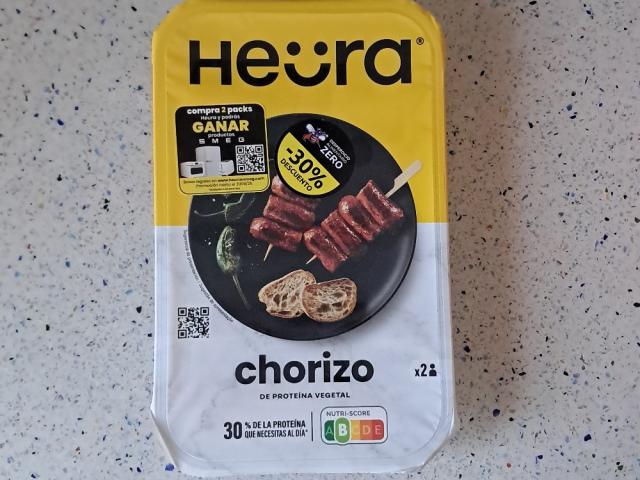 Heüra®
compra 2 packs
Heura y podrás
GANAR
productos
SMEG
-30%
DESCUENTO
ZERO
chorizo
x2
DE PROTEÍNA VEGETAL
30 % DE LA PROTEÍNA
QUE NECESITAS AL DÍA*
NUTRI-SCORE
A B C D E